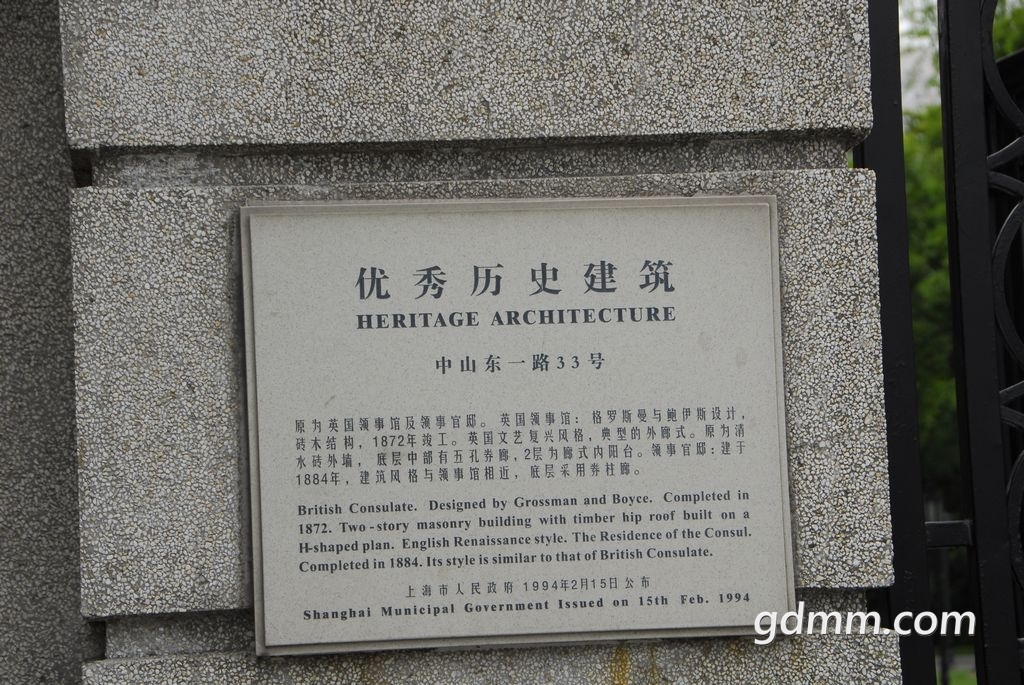 优秀历史建筑
HERITAGE ARCHITECTURE
中山东一路33号
原为英国领事馆及领事官邸。英国领事馆：格罗斯曼与鲍伊斯设计，
砖木结构，1872年竣工。英国文艺复兴风格，典型的外廊式。原为清
水砖外墙，底层中部有五孔券廊，2层为廊式内阳台。领事官邸：建于
1884年，建筑风格与领事馆相近，底层采用券柱廊。
British Consulate. Designed by Grossman and Boyce. Completed in
1872. Two-story masonry building with timber hip roof built on a
H-shaped plan. English Renaissance style. The Residence of the Consul.
Completed in 1884. Its style is similar to that of British Consulate.
上海市人民政府 1994年2月15日公布
Shanghai Municipal Government Issued on 15th Feb. 1994
gdmm.com